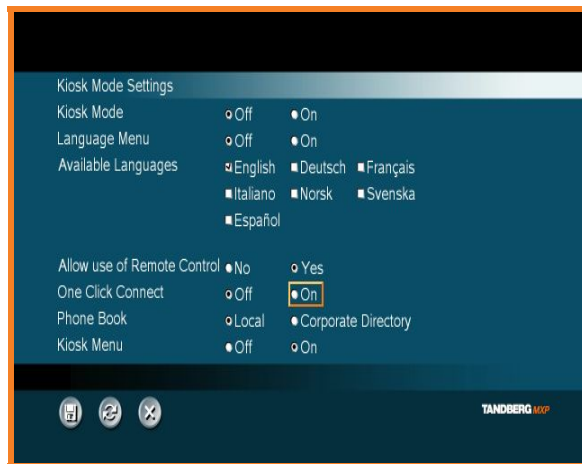 Kiosk Mode Settings
Kiosk Mode Off On
Language Menu Off On
Available Languages English Deutsch Français
Italiano Norsk Svenska
Español
Allow use of Remote Control No Yes
One Click Connect Off On
Phone Book Local Corporate Directory
Kiosk Menu Off On
TANDBERG MXP